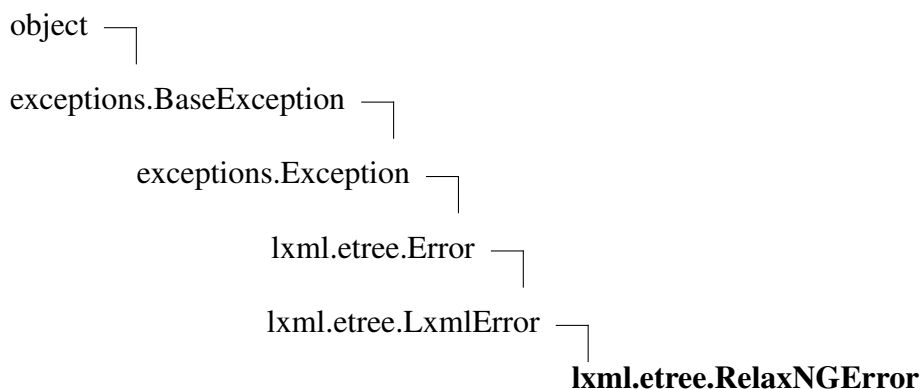 object
exceptions.BaseException
exceptions.Exception
lxml.etree.Error
lxml.etree.LxmlError
lxml.etree.RelaxNGError